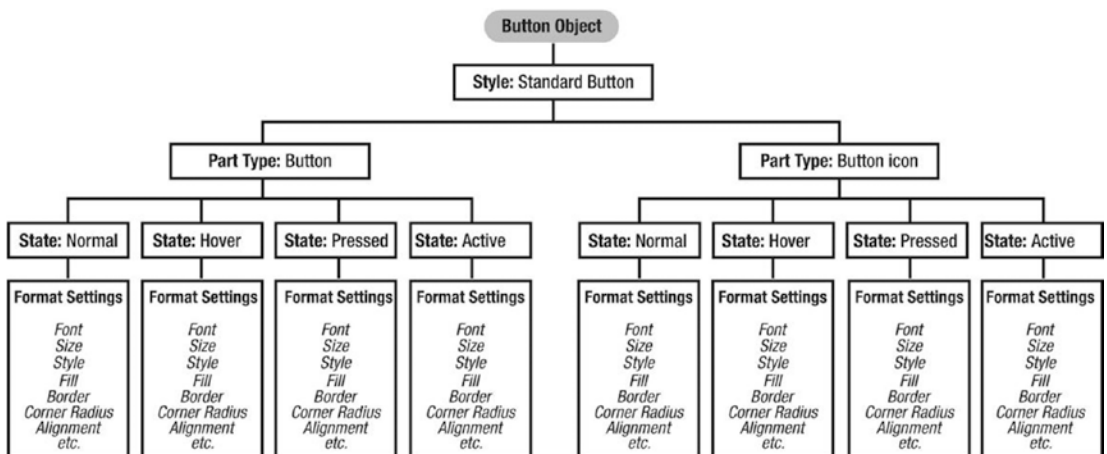 Button Object
Style: Standard Button
Part Type: Button
Part Type: Button icon
State: Normal
State: Hover
State: Pressed
State: Active
State: Normal
State: Hover
State: Pressed
State: Active
Format Settings
Font
Size
Style
Fill
Border
Corner Radius
Alignment
etc.
Format Settings
Font
Size
Style
Fill
Border
Corner Radius
Alignment
etc.
Format Settings
Font
Size
Style
Fill
Border
Corner Radius
Alignment
etc.
Format Settings
Font
Size
Style
Fill
Border
Corner Radius
Alignment
etc.
Format Settings
Font
Size
Style
Fill
Border
Corner Radius
Alignment
etc.
Format Settings
Font
Size
Style
Fill
Border
Corner Radius
Alignment
etc.
Format Settings
Font
Size
Style
Fill
Border
Corner Radius
Alignment
etc.
Format Settings
Font
Size
Style
Fill
Border
Corner Radius
Alignment
etc.